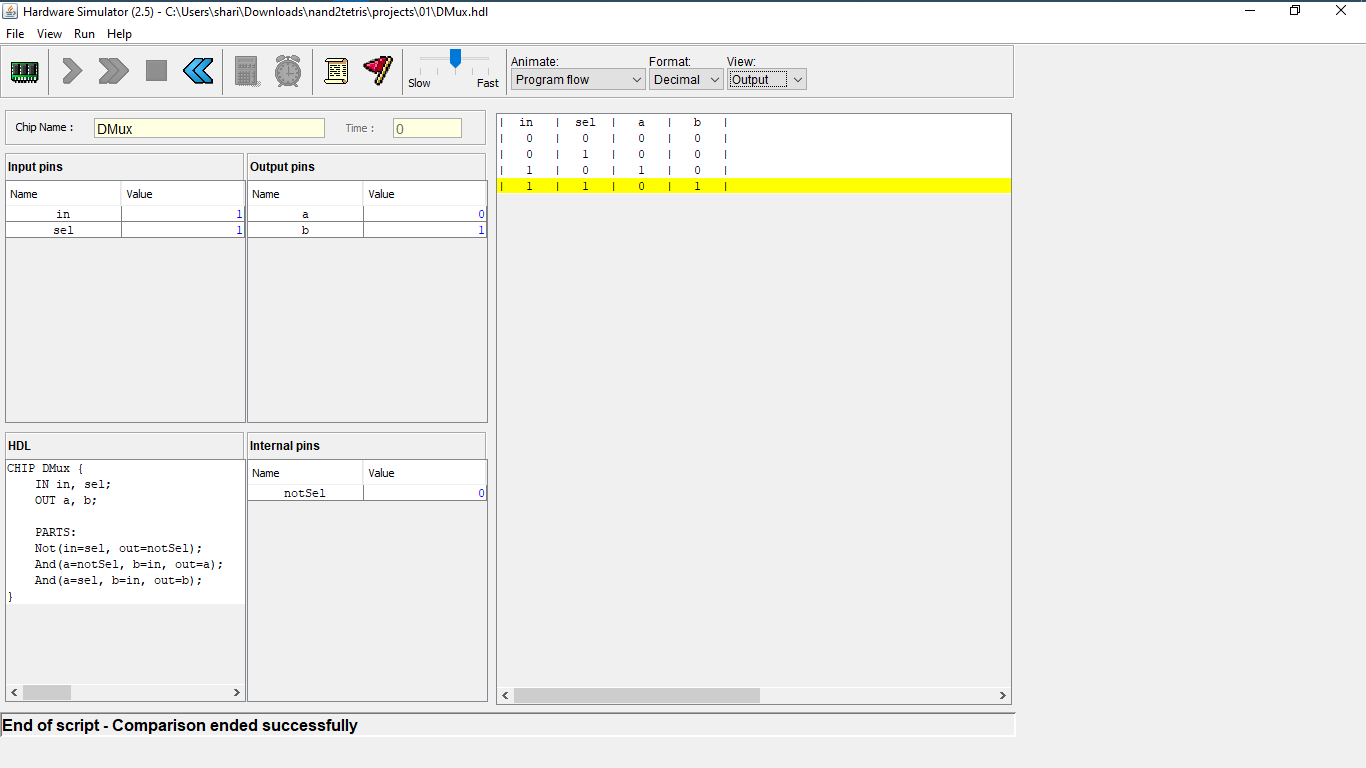 Hardware Simulator (2.5) - C:\Users\shari\Downloads\nand2tetris\projects\01\DMux.hdl
File View Run Help
Slow Fast
Animate: Format: View:
Program flow Decimal Output
Chip Name : DMux Time : 0
Input pins
Name Value
in 1
sel 1
Output pins
Name Value
a 0
b 1
HDL
CHIP DMux {
IN in, sel;
OUT a, b;
PARTS:
Not(in=sel, out=notSel);
And(a=notSel, b=in, out=a);
And(a=sel, b=in, out=b);
}
Internal pins
Name Value
notSel 0
| in | sel | a | b |
| 0 | 0 | 0 | 0 |
| 0 | 1 | 0 | 0 |
| 1 | 0 | 1 | 0 |
| 1 | 1 | 0 | 1 |
End of script - Comparison ended successfully